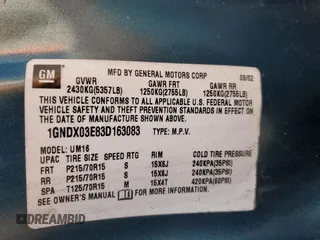 GM
MFD BY GENERAL MOTORS CORP
09/02
GVWR GAWR FRT GAWR RR
2430KG(5357LB) 1250KG(2755LB) 1250KG(2755LB)
THIS VEHICLE CONFORMS TO ALL APPLICABLE U.S. FEDERAL MOTOR
VEHICLE SAFETY AND THEFT PREVENTION STANDARDS IN EFFECT
ON THE DATE OF MANUFACTURE SHOWN ABOVE.
1GNDX03E83D163083 TYPE: M.P.V.
MODEL: UM16
TIRE SIZE SPEED RTG RIM COLD TIRE PRESSURE
FRT P215/70R15 S 15X6J 240KPA(35PSI)
RR P215/70R15 S 15X6J 240KPA(35PSI)
SPA T125/70R15 M 15X4T 420KPA(60PSI)
SEE OWNER'S MANUAL FOR ADDITIONAL INFORMATION.
DREAMBID